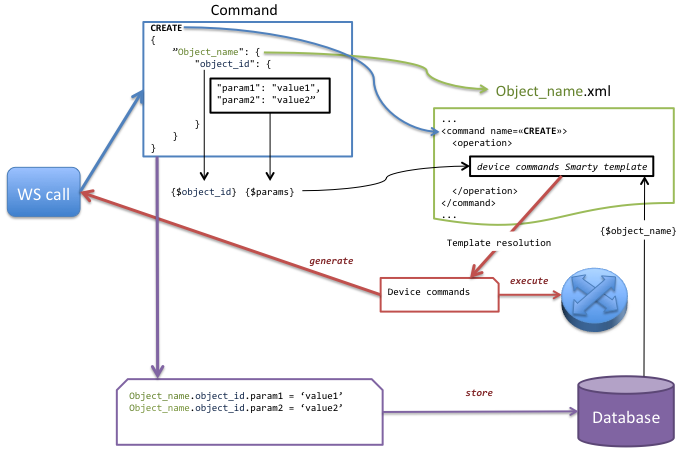 Command
CREATE
{
"Object_name": {
"object_id": {
"param1": "value1",
"param2": "value2”
}
}
}
Object_name.xml
...
<command name=«CREATE»>
<operation>
device commands Smarty template
</operation>
</command>
...
WS call
{$object_id} {$params}
{$object_name}
Template resolution
generate
Device commands
execute
Object_name.object_id.param1 = ‘value1’
Object_name.object_id.param2 = ‘value2’
store
Database